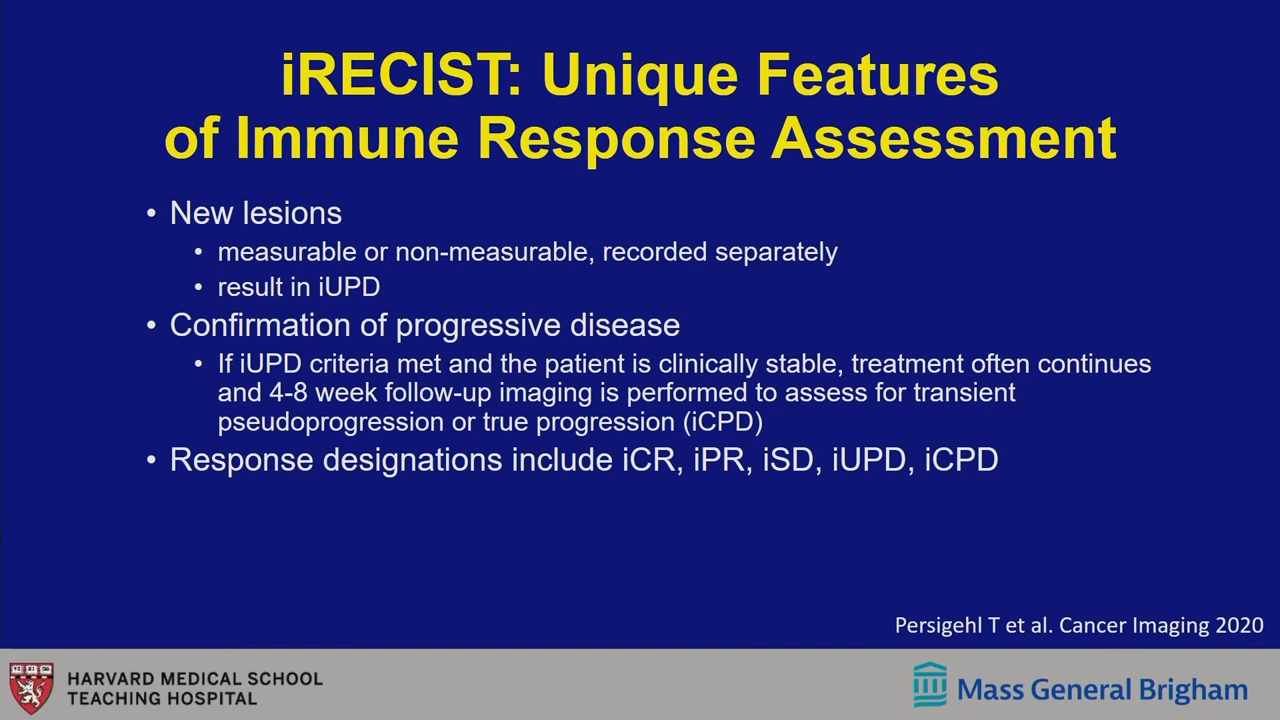 iRECIST: Unique Features
of Immune Response Assessment
• New lesions
• measurable or non-measurable, recorded separately
• result in iUPD
• Confirmation of progressive disease
• If iUPD criteria met and the patient is clinically stable, treatment often continues
and 4-8 week follow-up imaging is performed to assess for transient
pseudoprogression or true progression (iCPD)
• Response designations include iCR, iPR, iSD, iUPD, iCPD
Persigehl T et al. Cancer Imaging 2020
HARVARD MEDICAL SCHOOL
TEACHING HOSPITAL
Mass General Brigham